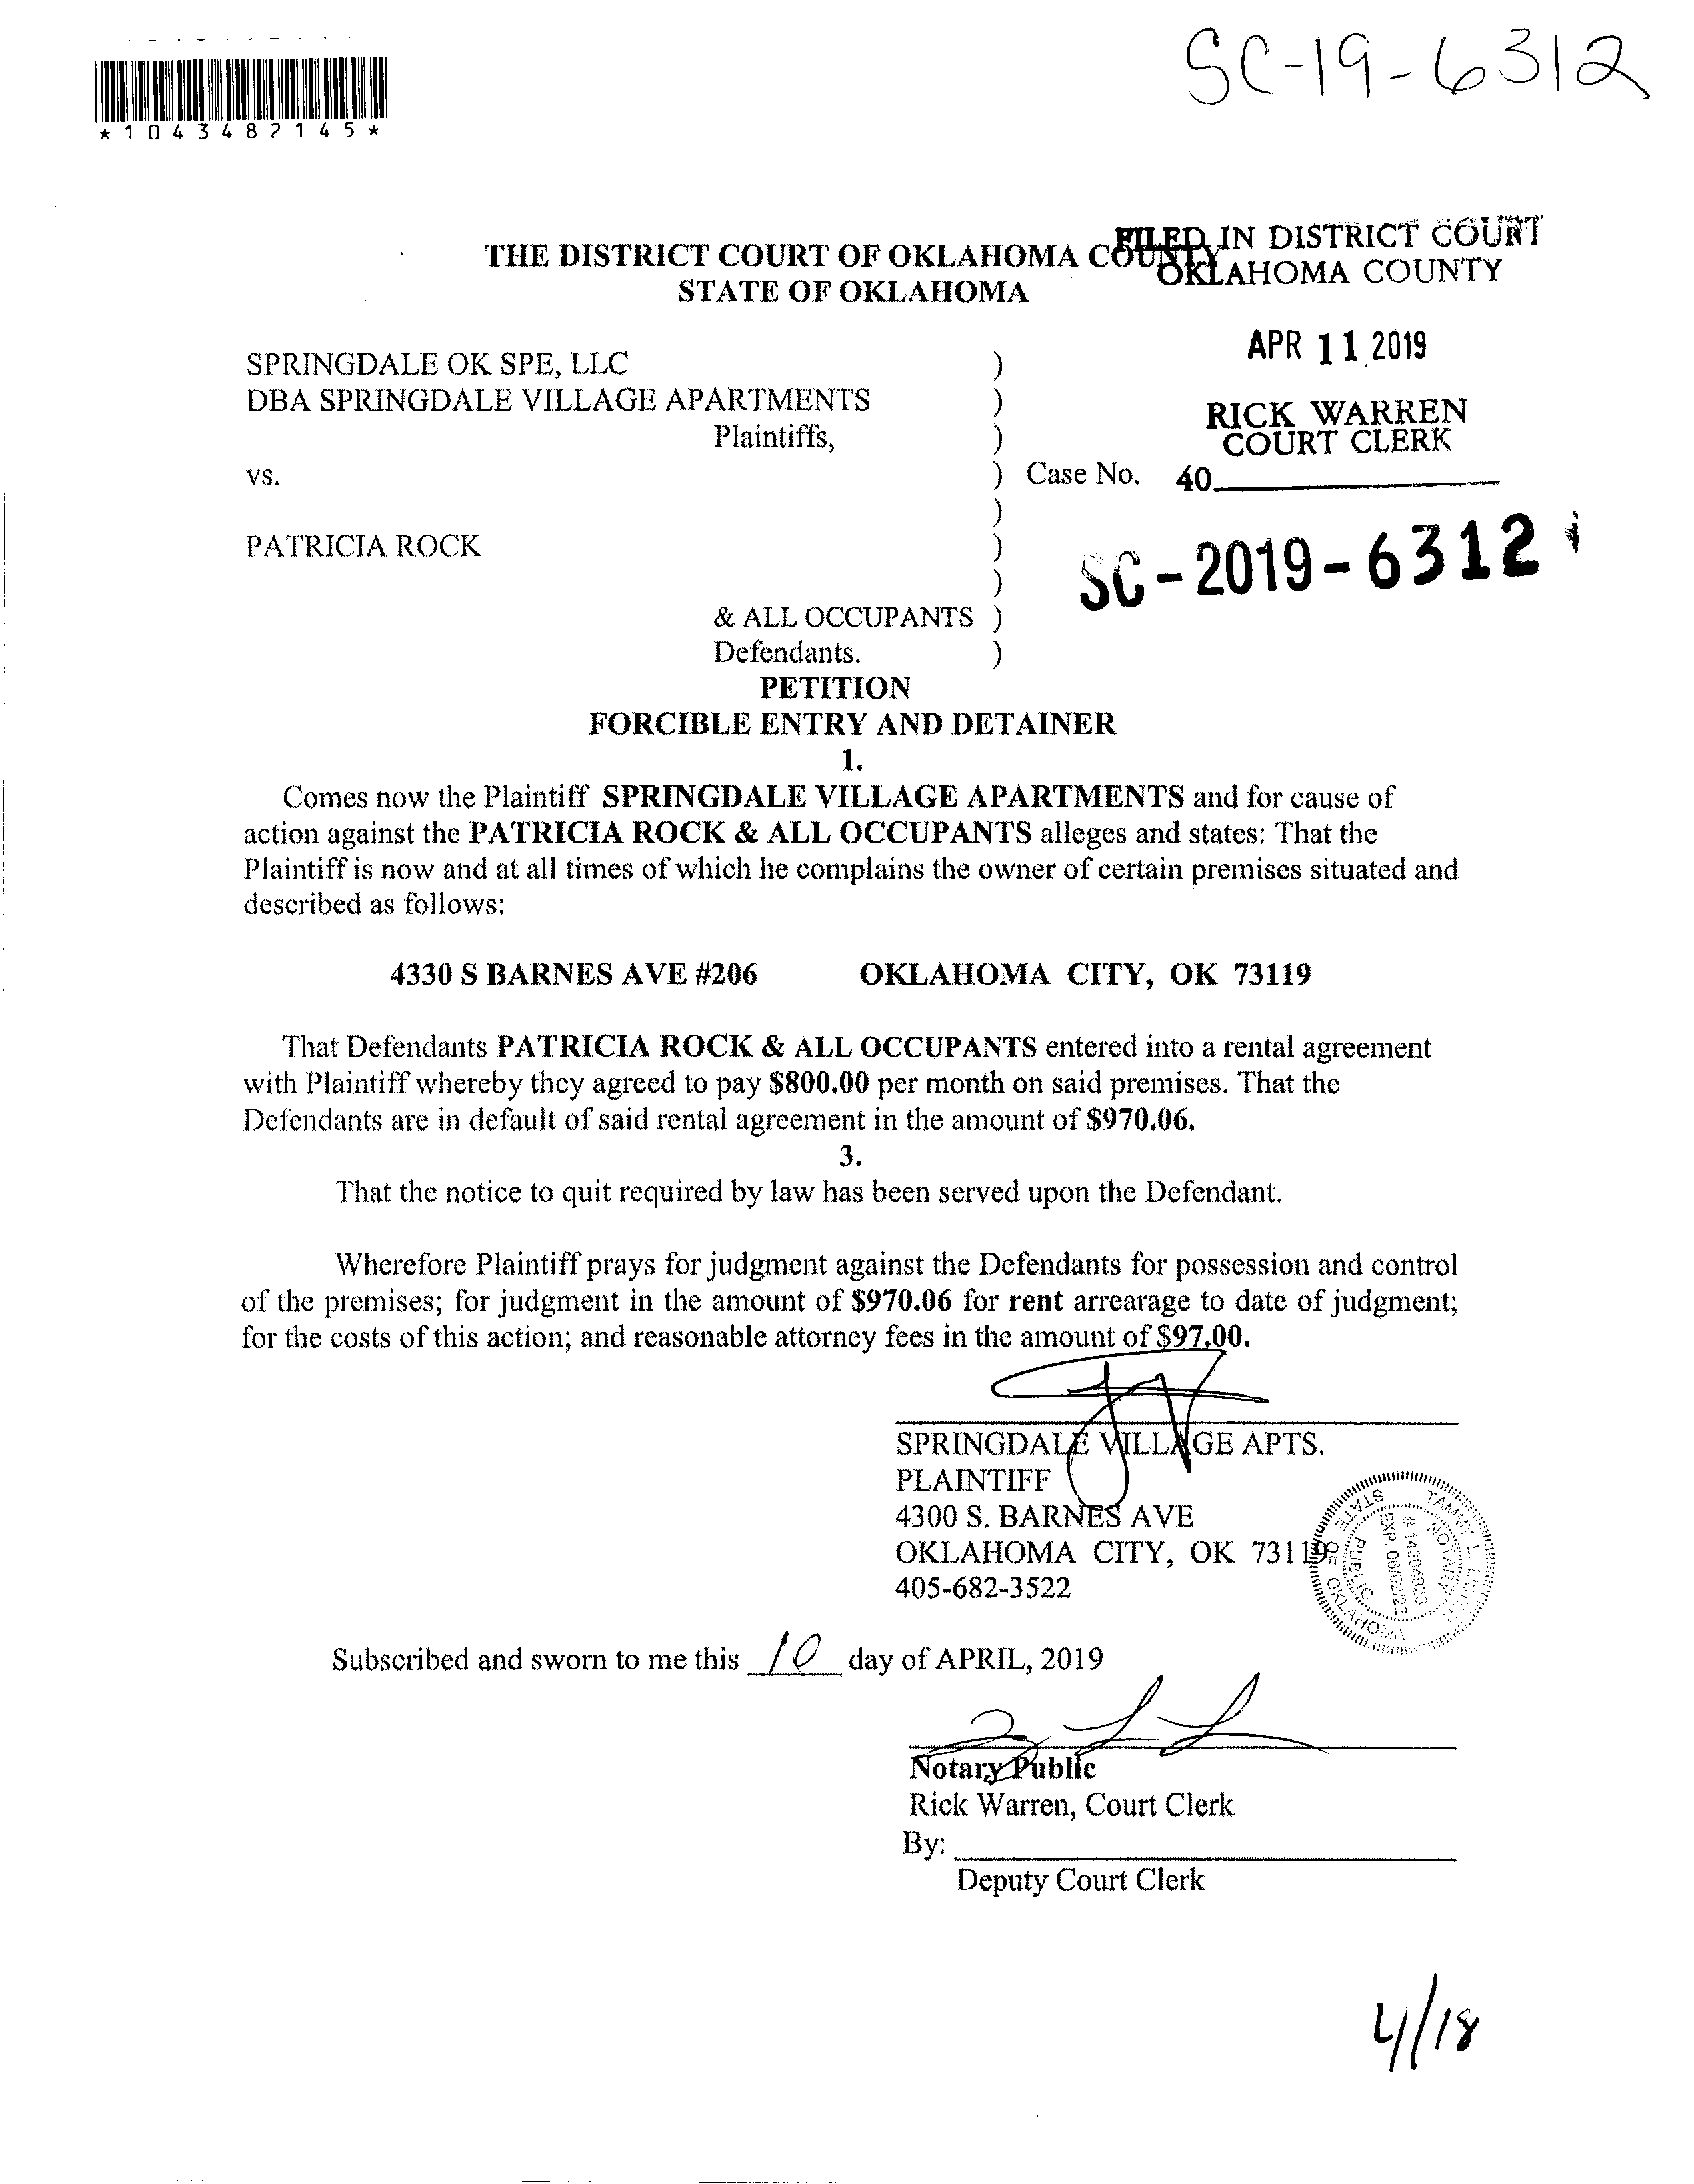 SC-19-6312
*1043482145*
FILED IN DISTRICT COURT
OKLAHOMA COUNTY
THE DISTRICT COURT OF OKLAHOMA COUNTY
STATE OF OKLAHOMA
APR 11 2019
SPRINGDALE OK SPE, LLC )
DBA SPRINGDALE VILLAGE APARTMENTS )
RICK WARREN
COURT CLERK
Plaintiffs, )
vs. ) Case No. 40
)
PATRICIA ROCK )
SC-2019-6312
)
& ALL OCCUPANTS )
Defendants. )
PETITION
FORCIBLE ENTRY AND DETAINER
1.
Comes now the Plaintiff SPRINGDALE VILLAGE APARTMENTS and for cause of
action against the PATRICIA ROCK & ALL OCCUPANTS alleges and states: That the
Plaintiff is now and at all times of which he complains the owner of certain premises situated and
described as follows:
4330 S BARNES AVE #206 OKLAHOMA CITY, OK 73119
That Defendants PATRICIA ROCK & ALL OCCUPANTS entered into a rental agreement
with Plaintiff whereby they agreed to pay $800.00 per month on said premises. That the
Defendants are in default of said rental agreement in the amount of $970.06.
3.
That the notice to quit required by law has been served upon the Defendant.
Wherefore Plaintiff prays for judgment against the Defendants for possession and control
of the premises; for judgment in the amount of $970.06 for rent arrearage to date of judgment;
for the costs of this action; and reasonable attorney fees in the amount of $97.00.
SPRINGDALE VILLAGE APTS.
PLAINTIFF
4300 S. BARNES AVE
OKLAHOMA CITY, OK 73119
405-682-3522
STATE OF OKLAHOMA
NOTARY PUBLIC
Subscribed and sworn to me this 10 day of APRIL, 2019
Notary Public
Rick Warren, Court Clerk
By:
Deputy Court Clerk
4/18